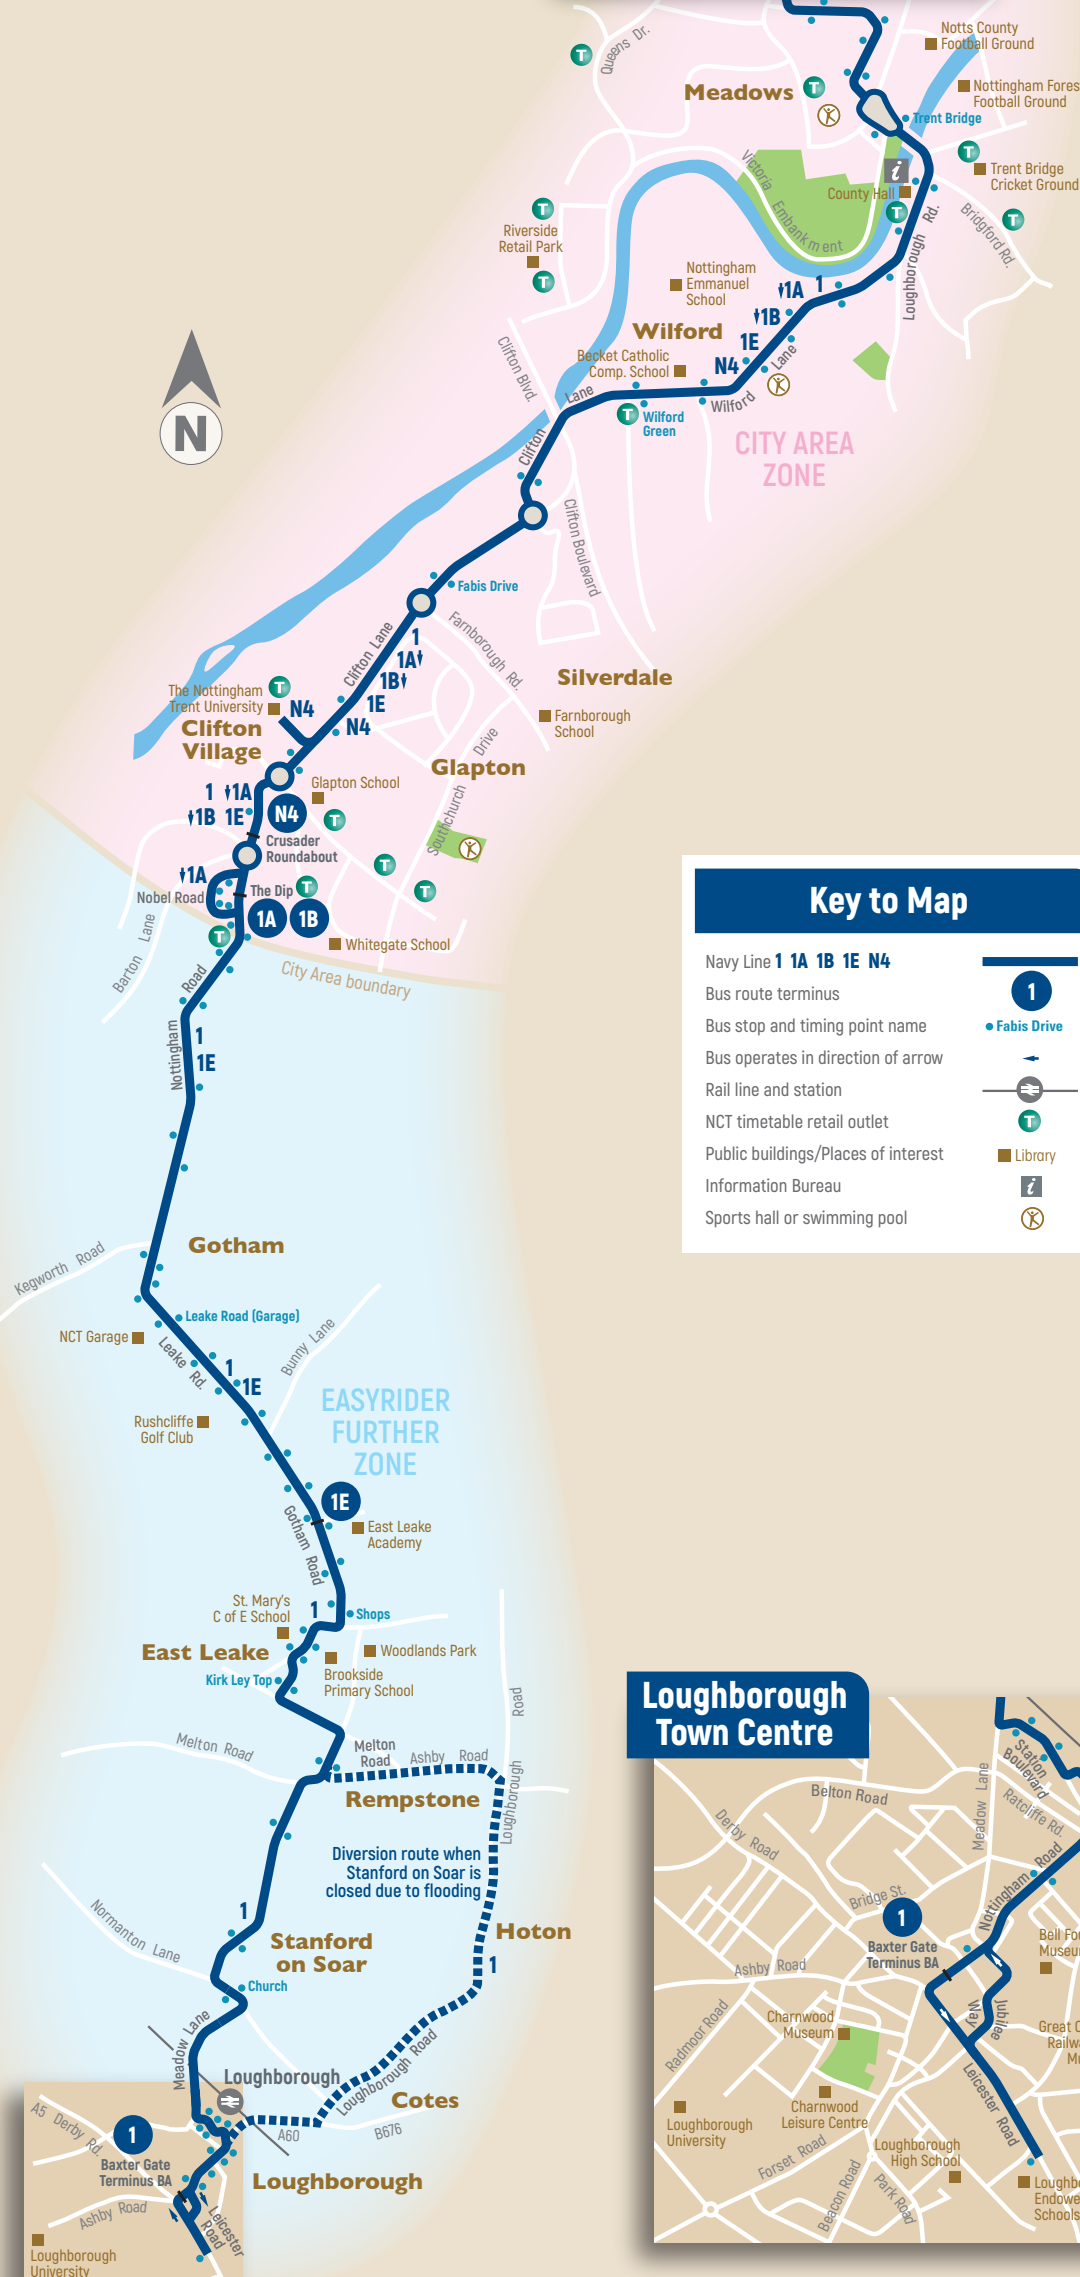 Notts County
Football Ground
Queens Dr.
Meadows
T
T
Nottingham Fores
Football Ground
Trent Bridge
T
Trent Bridge
Cricket Ground
i
County Hall
T
Victoria Embankment
Loughborough Rd.
Bridgford Rd.
T
T
Riverside
Retail Park
T
Nottingham
Emmanuel
School
1A 1
1B
1E
N4
Wilford
Becket Catholic
Comp. School
Clifton Blvd.
Lane
Wilford Lane
T
Wilford
Green
N
CITY AREA
ZONE
Clifton
Clifton Boulevard
Fabis Drive
Clifton Lane
Farnborough Rd.
1
1A
1B
1E
N4
Silverdale
The Nottingham
Trent University
T
N4
Clifton
Village
Farnborough
School
Southchurch Drive
Glapton
1 1A
1B 1E
N4
Glapton School
T
Crusader
Roundabout
1A
Nobel Road
The Dip
T
T
T
1A
1B
T
Whitegate School
Barton Lane
City Area boundary
Nottingham Road
1
1E
Key to Map
Navy Line 1 1A 1B 1E N4
Bus route terminus
1
Bus stop and timing point name
Fabis Drive
Bus operates in direction of arrow
Rail line and station
NCT timetable retail outlet
T
Public buildings/Places of interest
Library
Information Bureau
i
Sports hall or swimming pool
Kegworth Road
Gotham
Leake Road (Garage)
NCT Garage
Leake Rd.
Bunny Lane
1
1E
Rushcliffe
Golf Club
EASYRIDER
FURTHER
ZONE
1E
Gotham Road
East Leake
Academy
St. Mary's
C of E School
1
Shops
East Leake
Woodlands Park
Kirk Ley Top
Brookside
Primary School
Melton Road
Melton
Road
Ashby Road
Loughborough Road
Rempstone
Diversion route when
Stanford on Soar is
closed due to flooding
Normanton Lane
1
Stanford
on Soar
Hoton
1
Church
Meadow Lane
Loughborough
Loughborough Road
Cotes
A60
B676
A5 Derby Rd.
1
Baxter Gate
Terminus BA
Loughborough
Ashby Road
Leicester
Road
Loughborough
University
Loughborough
Town Centre
Station
Boulevard
Belton Road
Meadow Lane
Ratcliffe Rd.
Derby Road
Nottingham Road
Bridge St.
1
Baxter Gate
Terminus BA
Bell Fo
Museu
Ashby Road
Jubilee
Way
Radmoor Road
Charnwood
Museum
Great C
Railwa
Mu
Leicester Road
Charnwood
Leisure Centre
Loughborough
University
Forset Road
Loughborough
High School
Beacon Road
Park Road
Loughbo
Endowe
Schools